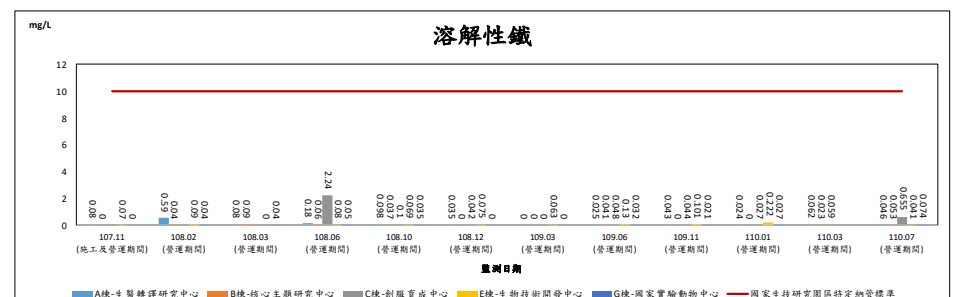 mg/L
溶解性鐵
12
10
8
6
4
2
0
0.08 0 0.07 0
0.59 0.04 0.09 0.04
0.08 0.09 0 0.04
0.18 0.06 2.24 0.08 0.05
0.098 0.037 0.1 0.069 0.035
0.035 0 0.042 0.075 0
0 0 0 0.063 0
0.025 0.041 0.048 0.13 0.032
0.043 0 0.044 0.101 0.021
0.024 0 0.027 0.222 0.027
0.062 0.023 0.059
0.046 0.053 0.655 0.041 0.074
107.11 108.02 108.03 108.06 108.10 108.12 109.03 109.06 109.11 110.01 110.03 110.07
(施工及營運期間) (營運期間) (營運期間) (營運期間) (營運期間) (營運期間) (營運期間) (營運期間) (營運期間) (營運期間) (營運期間) (營運期間)
監測日期
A棟-生醫轉譯研究中心 B棟-核心主題研究中心 C棟-創服育成中心 E棟-生物技術開發中心 G棟-國家實驗動物中心 國家生技研究園區特定納管標準